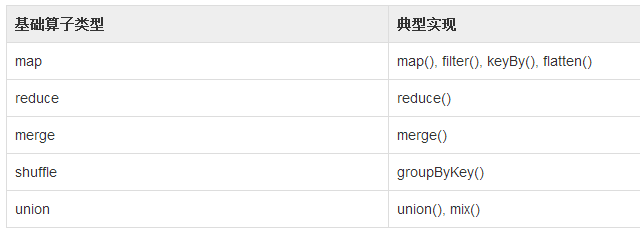 基础算子类型 典型实现
map map(), filter(), keyBy(), flatten()
reduce reduce()
merge merge()
shuffle groupByKey()
union union(), mix()